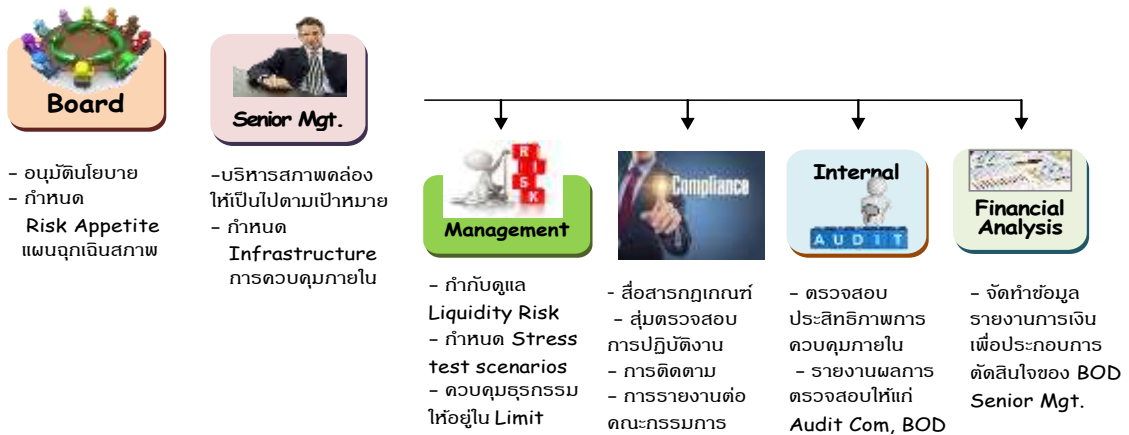 Board
- อนุมัตินโยบาย
- กำหนด
Risk Appetite
แผนฉุกเฉินสภาพ
Senior Mgt.
-บริหารสภาพคล่อง
ให้เป็นไปตามเป้าหมาย
- กำหนด
Infrastructure
การควบคุมภายใน
R
I
S
K
Management
- กำกับดูแล
Liquidity Risk
- กำหนด Stress
test scenarios
- ควบคุมธุรกรรม
ให้อยู่ใน Limit
Compliance
- สื่อสารกฎเกณฑ์
- สุ่มตรวจสอบ
การปฏิบัติงาน
- การติดตาม
- การรายงานต่อ
คณะกรรมการ
Internal
AUDIT
- ตรวจสอบ
ประสิทธิภาพการ
ควบคุมภายใน
- รายงานผลการ
ตรวจสอบให้แก่
Audit Com, BOD
Financial
Analysis
- จัดทำข้อมูล
รายงานการเงิน
เพื่อประกอบการ
ตัดสินใจของ BOD
Senior Mgt.